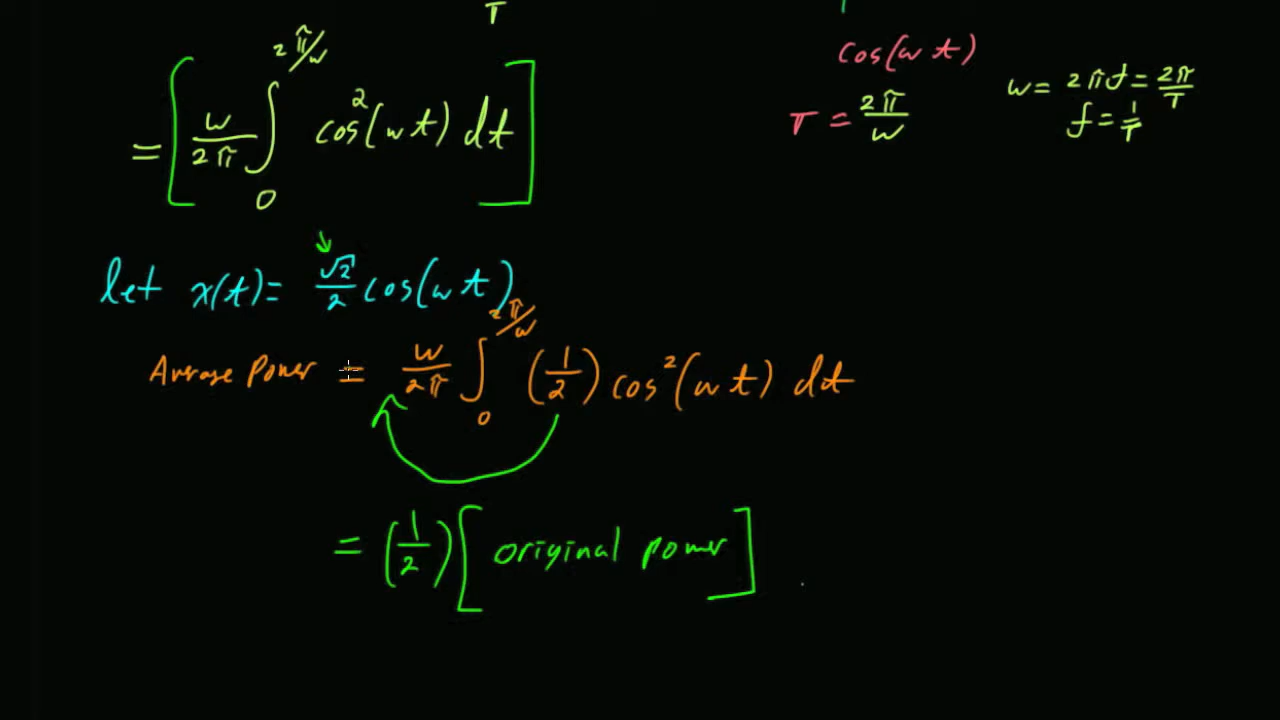 T
cos(wt)
= [ w/2π ∫₀^(2π/w) cos²(wt) dt ]
T = 2π/w
w = 2πf = 2π/T
f = 1/T
let x(t) = √2/2 cos(wt)
Average Power = w/2π ∫₀^(2π/w) (1/2) cos²(wt) dt
= (1/2) [original power]